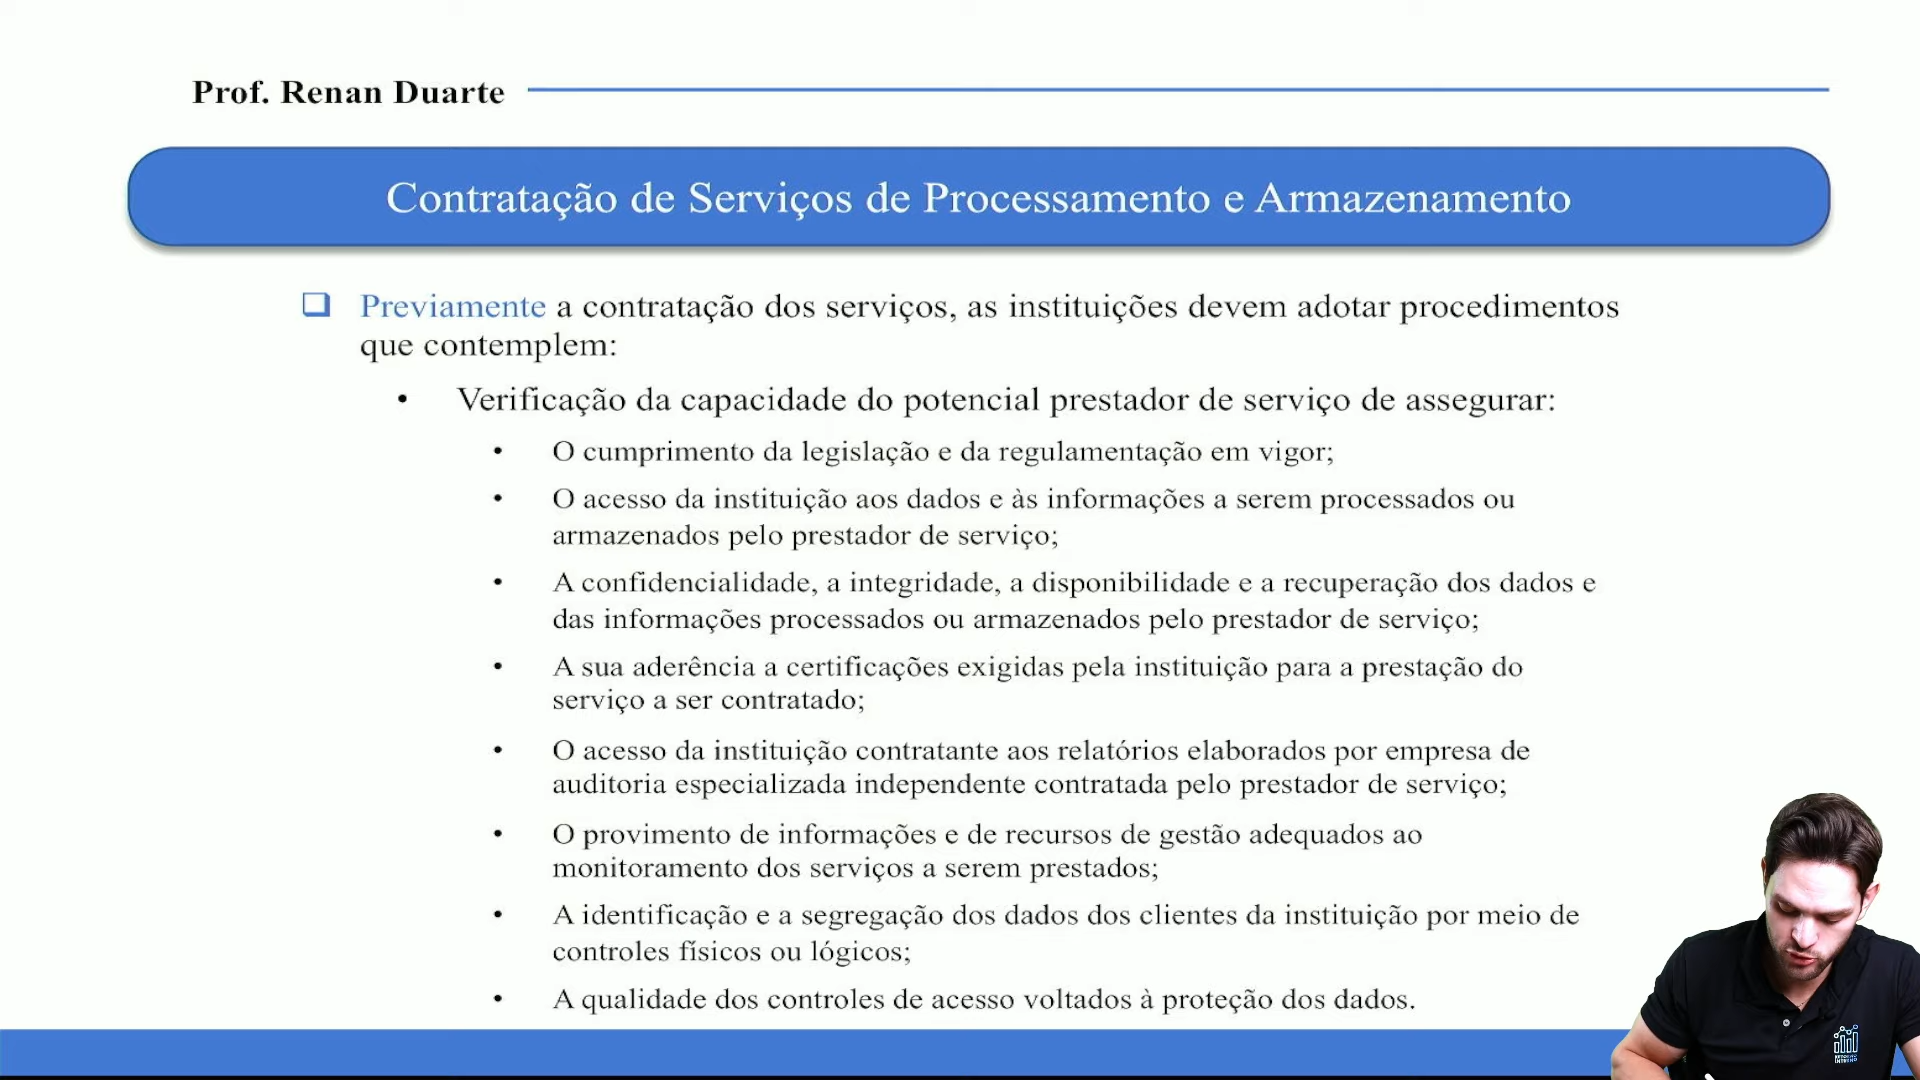 Prof. Renan Duarte
Contratação de Serviços de Processamento e Armazenamento
❑ Previamente a contratação dos serviços, as instituições devem adotar procedimentos
que contemplem:
• Verificação da capacidade do potencial prestador de serviço de assegurar:
• O cumprimento da legislação e da regulamentação em vigor;
• O acesso da instituição aos dados e às informações a serem processados ou
armazenados pelo prestador de serviço;
• A confidencialidade, a integridade, a disponibilidade e a recuperação dos dados e
das informações processados ou armazenados pelo prestador de serviço;
• A sua aderência a certificações exigidas pela instituição para a prestação do
serviço a ser contratado;
• O acesso da instituição contratante aos relatórios elaborados por empresa de
auditoria especializada independente contratada pelo prestador de serviço;
• O provimento de informações e de recursos de gestão adequados ao
monitoramento dos serviços a serem prestados;
• A identificação e a segregação dos dados dos clientes da instituição por meio de
controles físicos ou lógicos;
• A qualidade dos controles de acesso voltados à proteção dos dados.